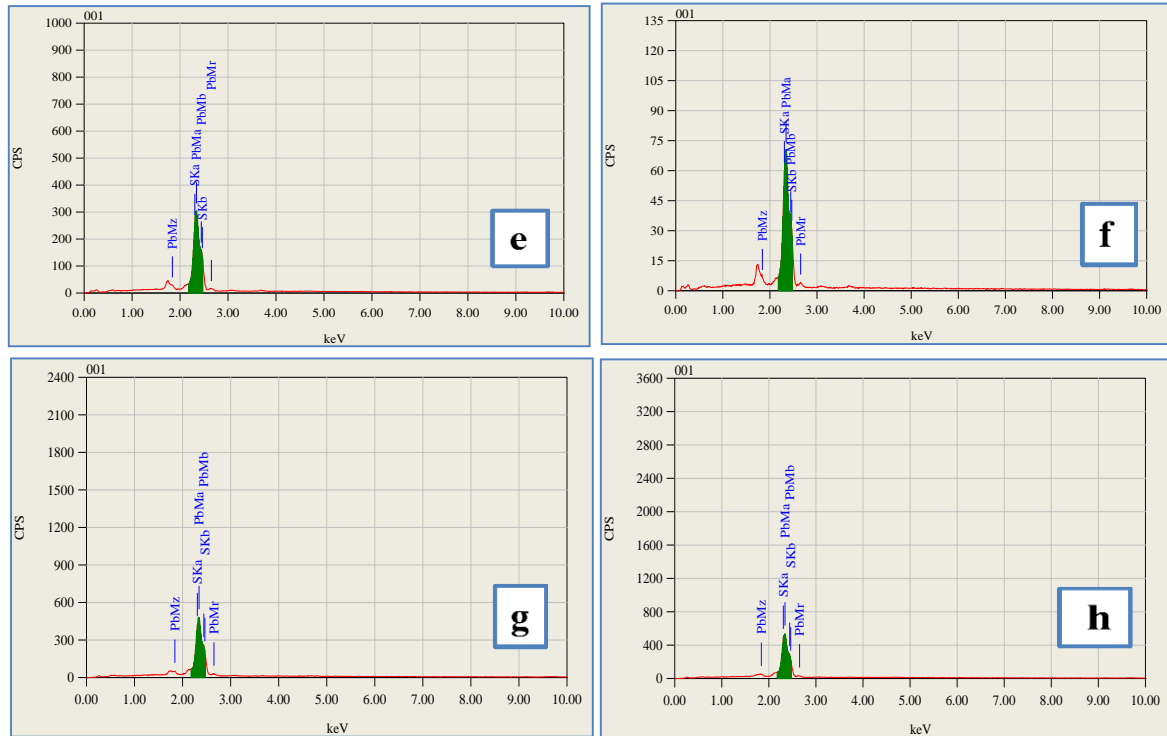 001
1000
900
800
700
600
500
400
300
200
100
0
CPS
0.00 1.00 2.00 3.00 4.00 5.00 6.00 7.00 8.00 9.00 10.00
keV
PbMz
SKa PbMa PbMb PbMr
SKb
e
001
135
120
105
90
75
60
45
30
15
0
CPS
0.00 1.00 2.00 3.00 4.00 5.00 6.00 7.00 8.00 9.00 10.00
keV
PbMz
SKa PbMa
SKb PbMb
PbMr
f
001
2400
2100
1800
1500
1200
900
600
300
0
CPS
0.00 1.00 2.00 3.00 4.00 5.00 6.00 7.00 8.00 9.00 10.00
keV
PbMz
SKa PbMa
SKb PbMb
PbMr
g
001
3600
3200
2800
2400
2000
1600
1200
800
400
0
CPS
0.00 1.00 2.00 3.00 4.00 5.00 6.00 7.00 8.00 9.00 10.00
keV
PbMz
SKa PbMa
SKb PbMb
PbMr
h